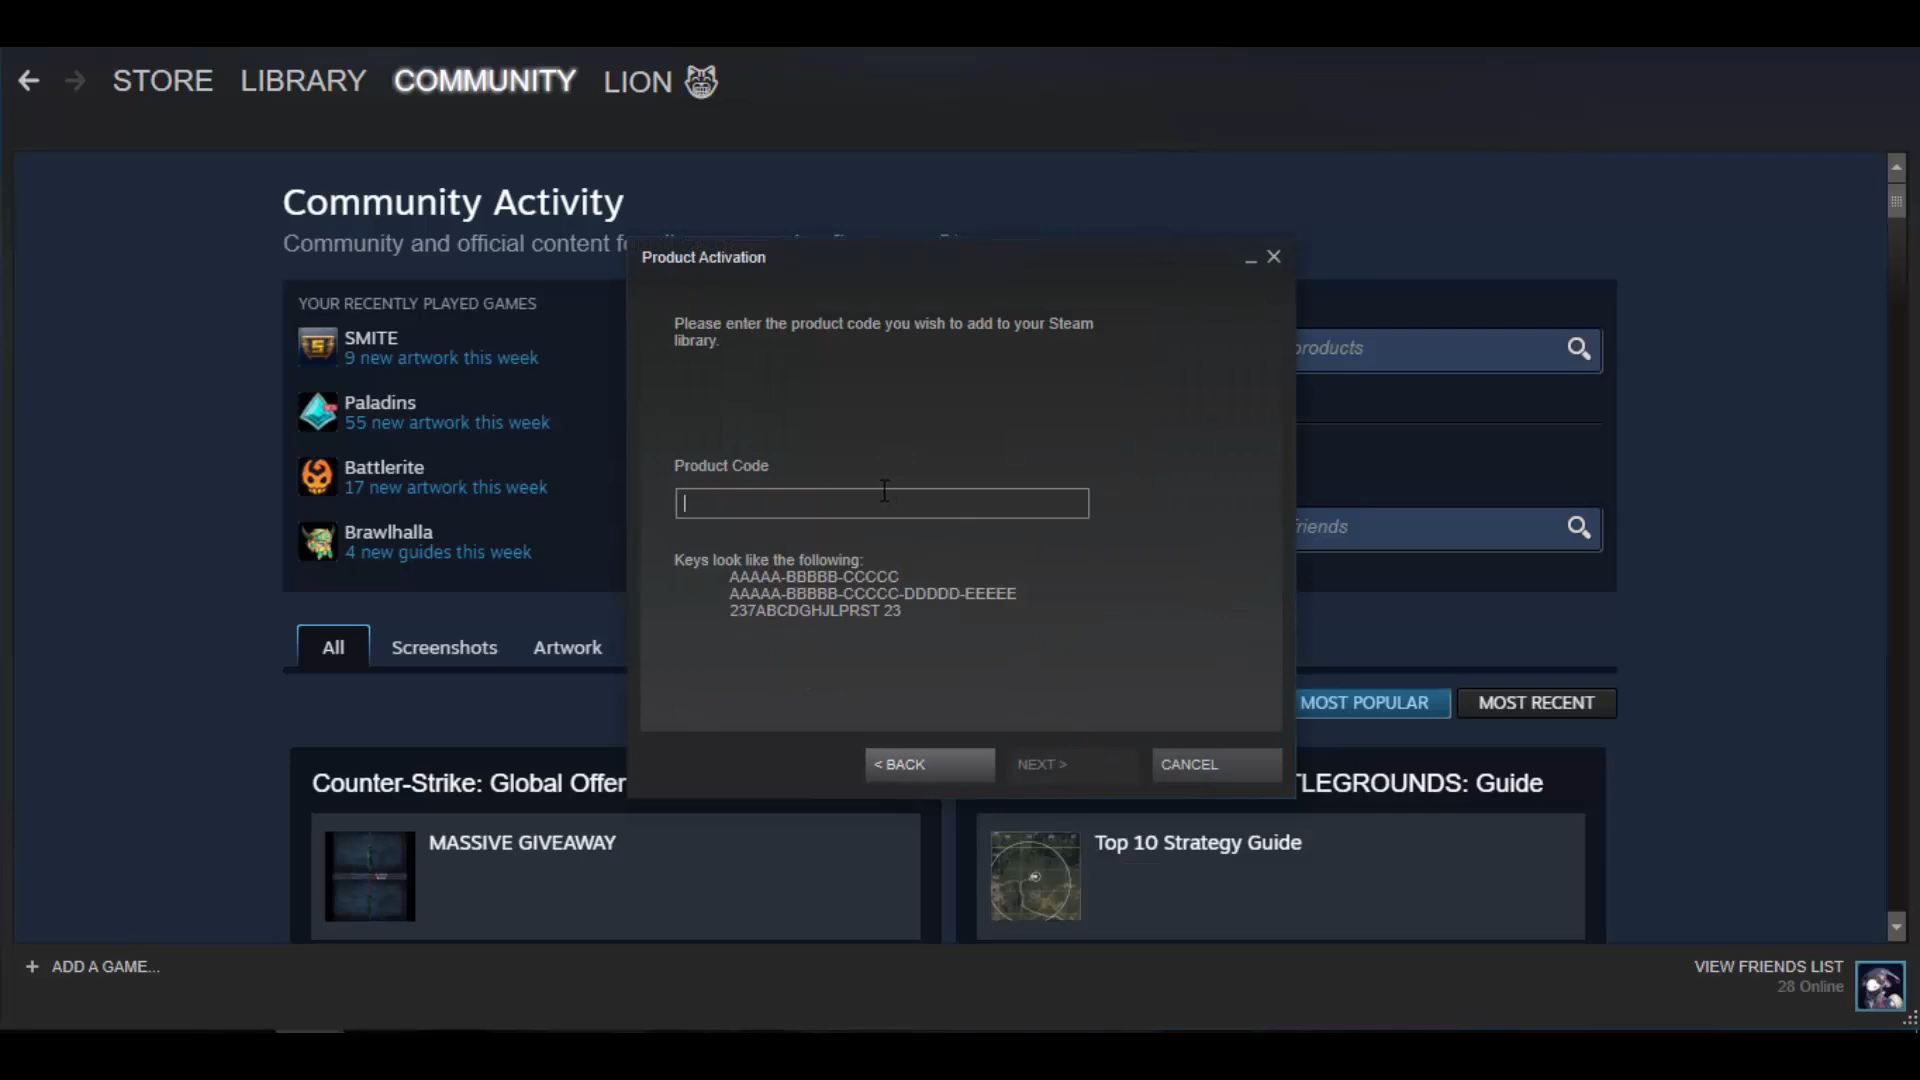 STORE LIBRARY COMMUNITY LION
Community Activity
Community and official content
YOUR RECENTLY PLAYED GAMES
SMITE
9 new artwork this week
Paladins
55 new artwork this week
Battlerite
17 new artwork this week
Brawlhalla
4 new guides this week
Product Activation
Please enter the product code you wish to add to your Steam
library.
Product Code
Keys look like the following:
AAAAA-BBBBB-CCCCC
AAAAA-BBBBB-CCCCC-DDDDD-EEEEE
237ABCDGHJLPRST 23
< BACK NEXT > CANCEL
products
friends
All Screenshots Artwork
MOST POPULAR MOST RECENT
Counter-Strike: Global Offer
MASSIVE GIVEAWAY
TLEGROUNDS: Guide
Top 10 Strategy Guide
+ ADD A GAME...
VIEW FRIENDS LIST
28 Online